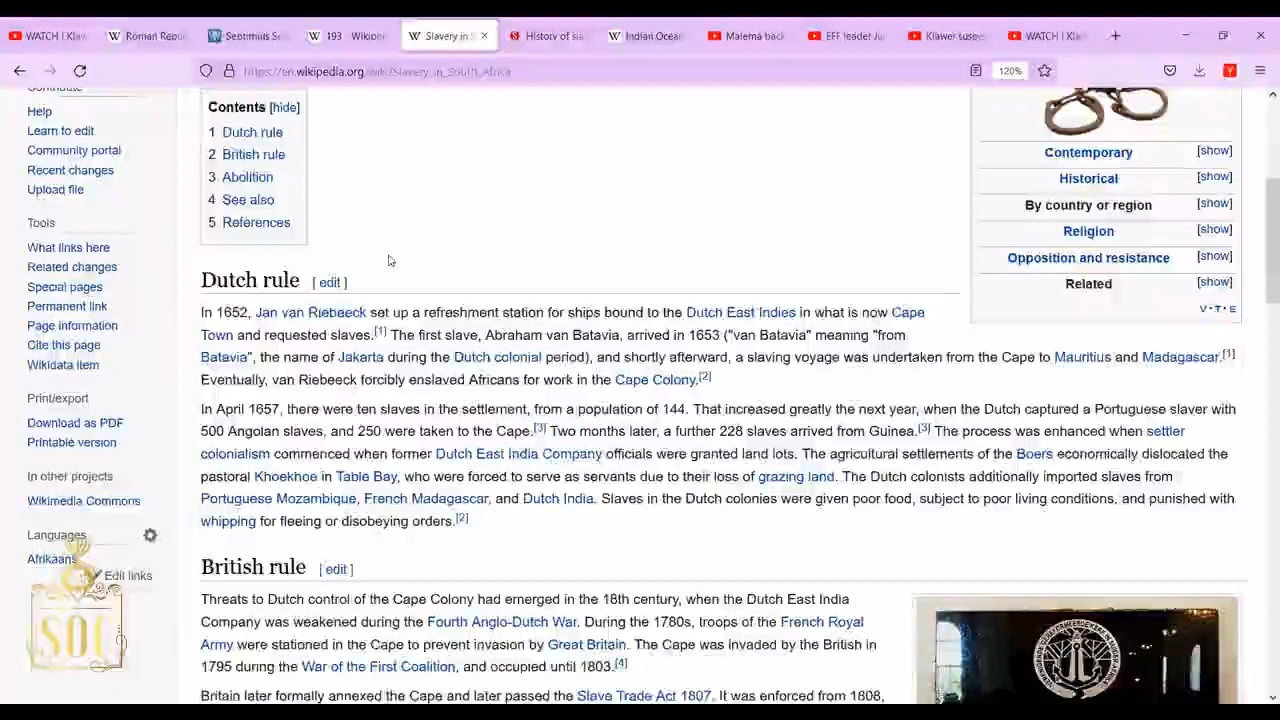 WATCH | Klaw
Roman Repu
Septimius Se
193 Wikipe
Slavery in S
History of sla
Indian Ocean
Malema back
EFF leader Ju
Klawer suspe
WATCH | Kla
https://en.wikipedia.org/wiki/Slavery_in_South_Africa
120%
Contribute
Help
Learn to edit
Community portal
Recent changes
Upload file
Tools
What links here
Related changes
Special pages
Permanent link
Page information
Cite this page
Wikidata item
Print/export
Download as PDF
Printable version
In other projects
Wikimedia Commons
Languages
Afrikaans
Edit links
SOL
Contents [hide]
1 Dutch rule
2 British rule
3 Abolition
4 See also
5 References
Contemporary [show]
Historical [show]
By country or region [show]
Religion [show]
Opposition and resistance [show]
Related [show]
V·T·E
Dutch rule [ edit ]
In 1652, Jan van Riebeeck set up a refreshment station for ships bound to the Dutch East Indies in what is now Cape
Town and requested slaves.[1] The first slave, Abraham van Batavia, arrived in 1653 ("van Batavia" meaning "from
Batavia", the name of Jakarta during the Dutch colonial period), and shortly afterward, a slaving voyage was undertaken from the Cape to Mauritius and Madagascar.[1]
Eventually, van Riebeeck forcibly enslaved Africans for work in the Cape Colony.[2]
In April 1657, there were ten slaves in the settlement, from a population of 144. That increased greatly the next year, when the Dutch captured a Portuguese slaver with
500 Angolan slaves, and 250 were taken to the Cape.[3] Two months later, a further 228 slaves arrived from Guinea.[3] The process was enhanced when settler
colonialism commenced when former Dutch East India Company officials were granted land lots. The agricultural settlements of the Boers economically dislocated the
pastoral Khoekhoe in Table Bay, who were forced to serve as servants due to their loss of grazing land. The Dutch colonists additionally imported slaves from
Portuguese Mozambique, French Madagascar, and Dutch India. Slaves in the Dutch colonies were given poor food, subject to poor living conditions, and punished with
whipping for fleeing or disobeying orders.[2]
British rule [ edit ]
Threats to Dutch control of the Cape Colony had emerged in the 18th century, when the Dutch East India
Company was weakened during the Fourth Anglo-Dutch War. During the 1780s, troops of the French Royal
Army were stationed in the Cape to prevent invasion by Great Britain. The Cape was invaded by the British in
1795 during the War of the First Coalition, and occupied until 1803.[4]
Britain later formally annexed the Cape and later passed the Slave Trade Act 1807. It was enforced from 1808,